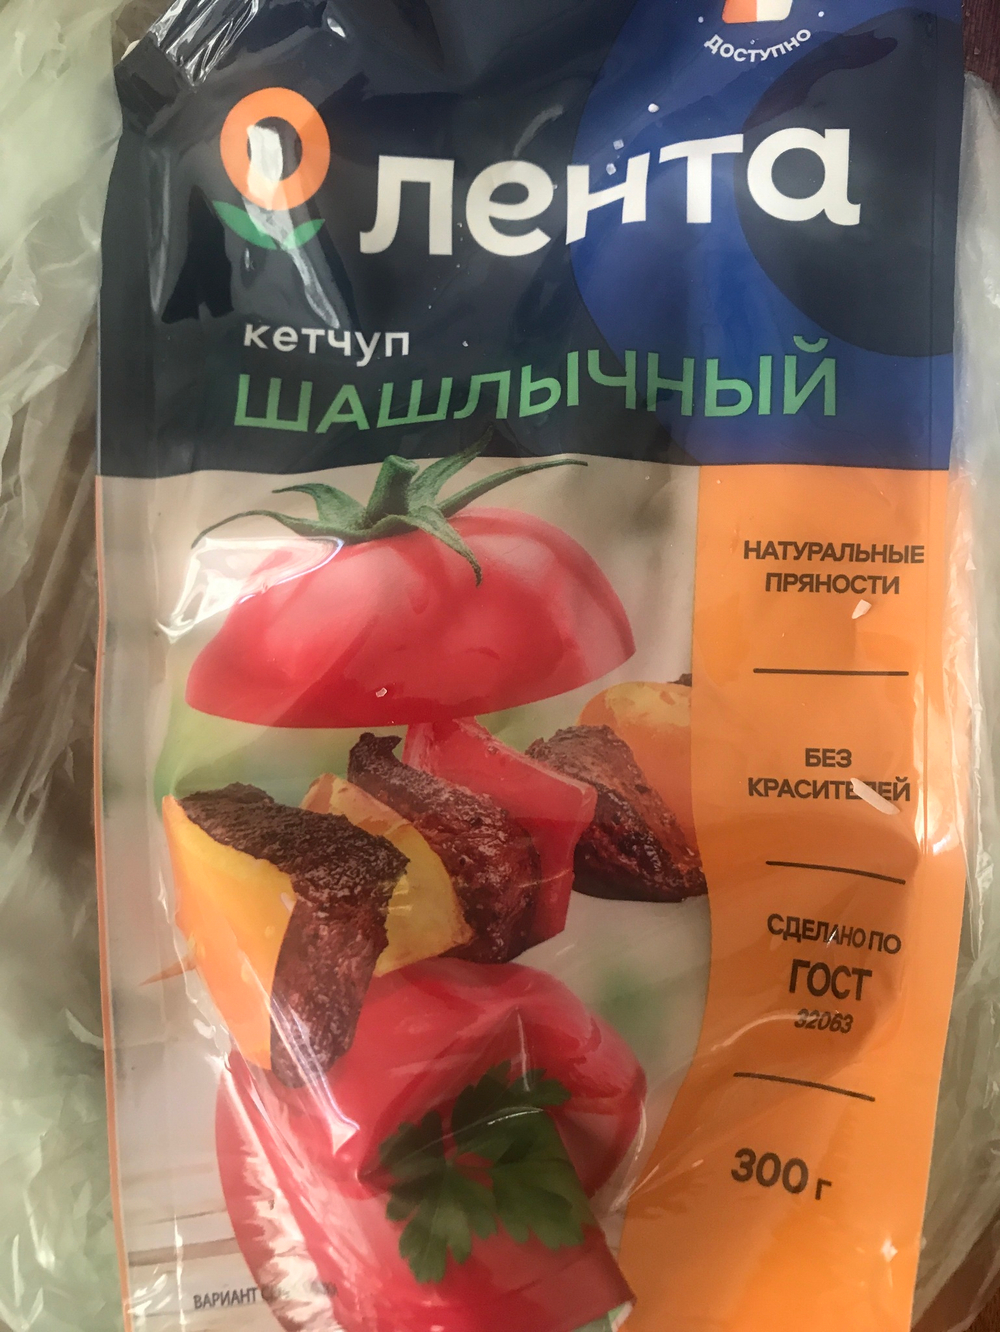 ДОСТУПНО
лента
кетчуп
ШАШЛЫЧНЫЙ
НАТУРАЛЬНЫЕ
ПРЯНОСТИ
БЕЗ
КРАСИТЕЛЕЙ
СДЕЛАНО ПО
ГОСТ
32063
300 г
ВАРИАНТ